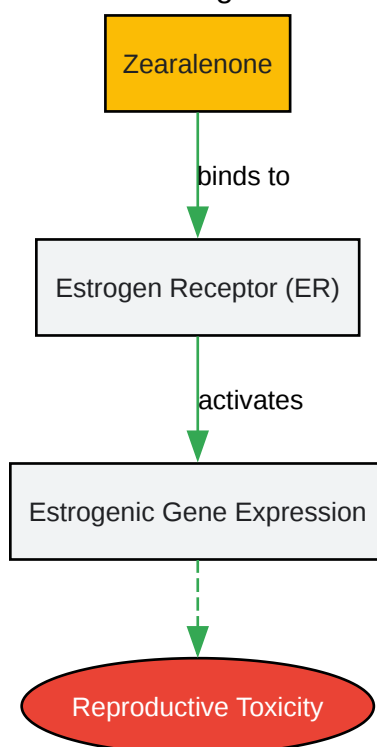 Zearalenone
binds to
Estrogen Receptor (ER)
activates
Estrogenic Gene Expression
Reproductive Toxicity